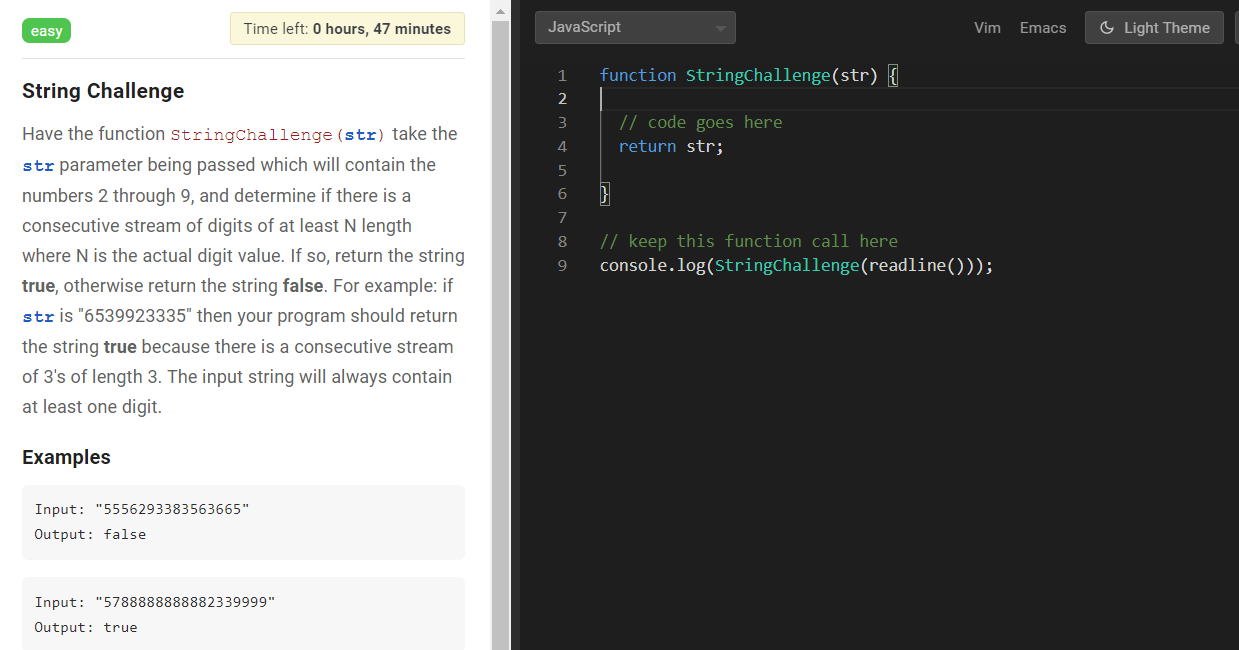 easy
Time left: 0 hours, 47 minutes
String Challenge
Have the function StringChallenge(str) take the
str parameter being passed which will contain the
numbers 2 through 9, and determine if there is a
consecutive stream of digits of at least N length
where N is the actual digit value. If so, return the string
true, otherwise return the string false. For example: if
str is "6539923335" then your program should return
the string true because there is a consecutive stream
of 3's of length 3. The input string will always contain
at least one digit.
Examples
Input: "5556293383563665"
Output: false
Input: "5788888888882339999"
Output: true
JavaScript
Vim
Emacs
Light Theme
1 function StringChallenge(str) {
2
3 // code goes here
4 return str;
5
6 }
7
8 // keep this function call here
9 console.log(StringChallenge(readline()));